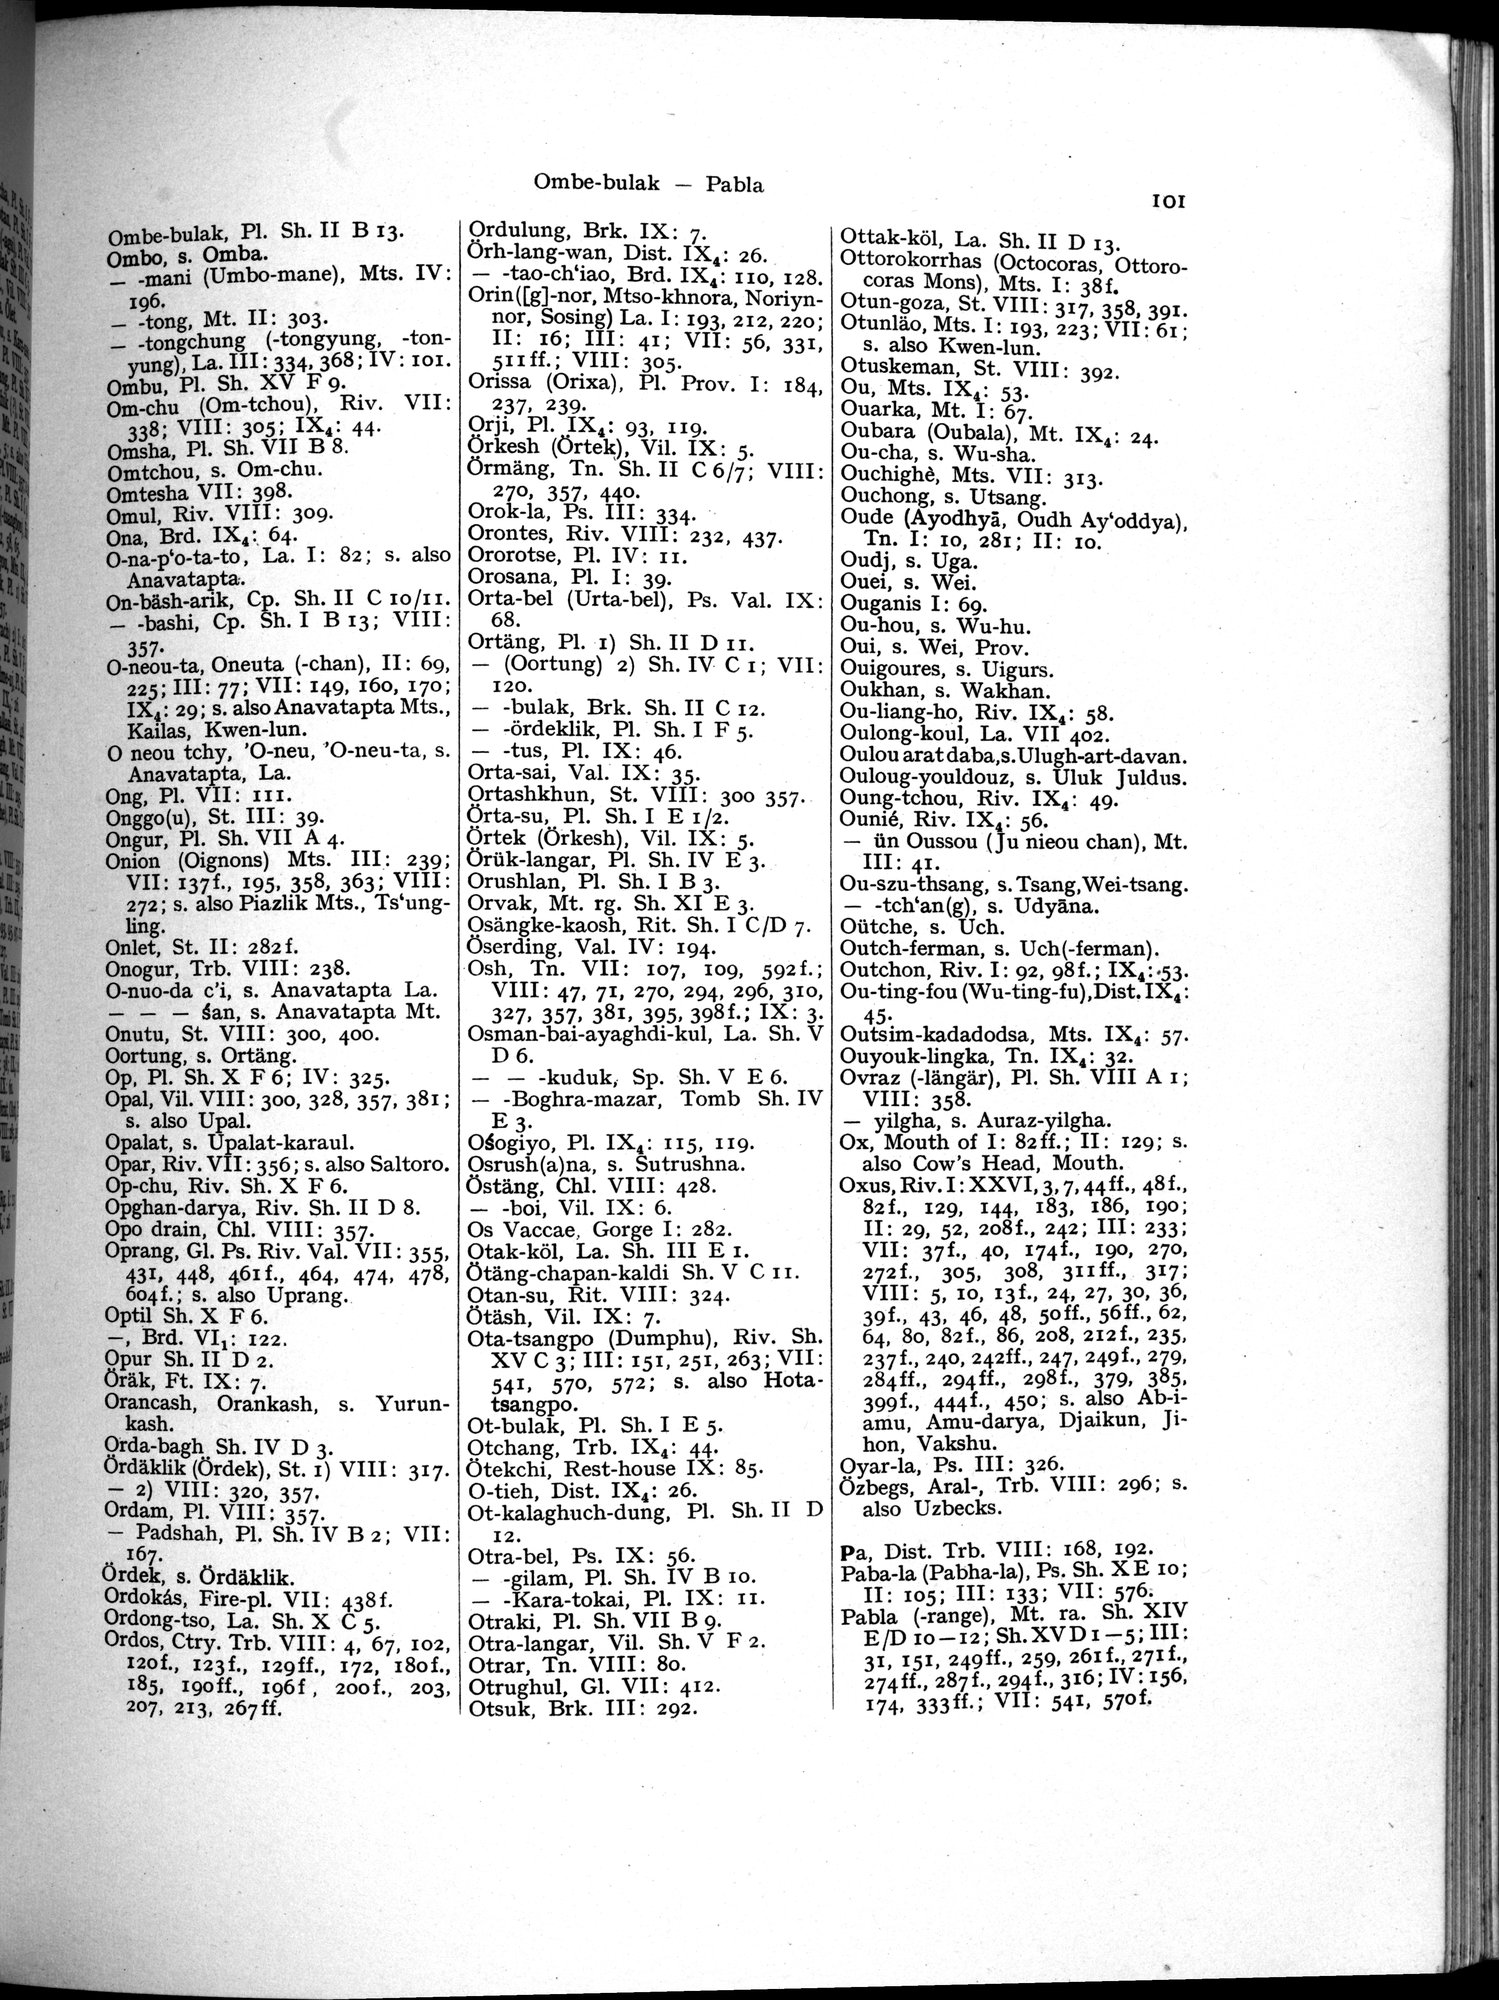 Ombe-bulak — Pabla
101
Ombe-bulak, Pl. Sh. II B 13.
Ombo, s. Omba.
— -mani (Umbo-mane), Mts. IV:
196.
— -tong, Mt. II: 303.
— -tongchung (-tongyung, -ton-
yung), La. III: 334, 368; IV: 101.
Ombu, Pl. Sh. XV F 9.
Om-chu (Om-tchou), Riv. VII:
338; VIII: 305; IX₄: 44.
Omsha, Pl. Sh. VII B 8.
Omtchou, s. Om-chu.
Omtesha VII: 398.
Omul, Riv. VIII: 309.
Ona, Brd. IX₄: 64.
O-na-p‘o-ta-to, La. I: 82; s. also
Anavatapta.
On-bäsh-arik, Cp. Sh. II C 10/11.
— -bashi, Cp. Sh. I B 13; VIII:
357.
O-neou-ta, Oneuta (-chan), II: 69,
225; III: 77; VII: 149, 160, 170;
IX₄: 29; s. also Anavatapta Mts.,
Kailas, Kwen-lun.
O neou tchy, ’O-neu, ’O-neu-ta, s.
Anavatapta, La.
Ong, Pl. VII: 111.
Onggo(u), St. III: 39.
Ongur, Pl. Sh. VII A 4.
Onion (Oignons) Mts. III: 239;
VII: 137f., 195, 358, 363; VIII:
272; s. also Piazlik Mts., Ts‘ung-
ling.
Onlet, St. II: 282f.
Onogur, Trb. VIII: 238.
O-nuo-da c’i, s. Anavatapta La.
— — — śan, s. Anavatapta Mt.
Onutu, St. VIII: 300, 400.
Oortung, s. Ortäng.
Op, Pl. Sh. X F 6; IV: 325.
Opal, Vil. VIII: 300, 328, 357, 381;
s. also Upal.
Opalat, s. Upalat-karaul.
Opar, Riv. VII: 356; s. also Saltoro.
Op-chu, Riv. Sh. X F 6.
Opghan-darya, Riv. Sh. II D 8.
Opo drain, Chl. VIII: 357.
Oprang, Gl. Ps. Riv. Val. VII: 355,
431, 448, 461f., 464, 474, 478,
604f.; s. also Uprang.
Optil Sh. X F 6.
—, Brd. VI₁: 122.
Opur Sh. II D 2.
Öräk, Ft. IX: 7.
Orancash, Orankash, s. Yurun-
kash.
Orda-bagh Sh. IV D 3.
Ördäklik (Ördek), St. 1) VIII: 317.
— 2) VIII: 320, 357.
Ordam, Pl. VIII: 357.
— Padshah, Pl. Sh. IV B 2; VII:
167.
Ördek, s. Ördäklik.
Ordokás, Fire-pl. VII: 438f.
Ordong-tso, La. Sh. X C 5.
Ordos, Ctry. Trb. VIII: 4, 67, 102,
120f., 123f., 129ff., 172, 180f.,
185, 190ff., 196f, 200f., 203,
207, 213, 267ff.
Ordulung, Brk. IX: 7.
Örh-lang-wan, Dist. IX₄: 26.
— -tao-ch‘iao, Brd. IX₄: 110, 128.
Orin([g]-nor, Mtso-khnora, Noriyn-
nor, Sosing) La. I: 193, 212, 220;
II: 16; III: 41; VII: 56, 331,
511ff.; VIII: 305.
Orissa (Orixa), Pl. Prov. I: 184,
237, 239.
Orji, Pl. IX₄: 93, 119.
Örkesh (Örtek), Vil. IX: 5.
Örmäng, Tn. Sh. II C 6/7; VIII:
270, 357, 440.
Orok-la, Ps. III: 334.
Orontes, Riv. VIII: 232, 437.
Ororotse, Pl. IV: 11.
Orosana, Pl. I: 39.
Orta-bel (Urta-bel), Ps. Val. IX:
68.
Ortäng, Pl. 1) Sh. II D 11.
— (Oortung) 2) Sh. IV C 1; VII:
120.
— -bulak, Brk. Sh. II C 12.
— -ördeklik, Pl. Sh. I F 5.
— -tus, Pl. IX: 46.
Orta-sai, Val. IX: 35.
Ortashkhun, St. VIII: 300 357.
Örta-su, Pl. Sh. I E 1/2.
Örtek (Örkesh), Vil. IX: 5.
Örük-langar, Pl. Sh. IV E 3.
Orushlan, Pl. Sh. I B 3.
Orvak, Mt. rg. Sh. XI E 3.
Osängke-kaosh, Rit. Sh. I C/D 7.
Öserding, Val. IV: 194.
Osh, Tn. VII: 107, 109, 592f.;
VIII: 47, 71, 270, 294, 296, 310,
327, 357, 381, 395, 398f.; IX: 3.
Osman-bai-ayaghdi-kul, La. Sh. V
D 6.
— — -kuduk, Sp. Sh. V E 6.
— -Boghra-mazar, Tomb Sh. IV
E 3.
Ośogiyo, Pl. IX₄: 115, 119.
Osrush(a)na, s. Sutrushna.
Östäng, Chl. VIII: 428.
— -boi, Vil. IX: 6.
Os Vaccae, Gorge I: 282.
Otak-köl, La. Sh. III E 1.
Ötäng-chapan-kaldi Sh. V C 11.
Otan-su, Rit. VIII: 324.
Ötäsh, Vil. IX: 7.
Ota-tsangpo (Dumphu), Riv. Sh.
XV C 3; III: 151, 251, 263; VII:
541, 570, 572; s. also Hota-
tsangpo.
Ot-bulak, Pl. Sh. I E 5.
Otchang, Trb. IX₄: 44.
Ötekchi, Rest-house IX: 85.
O-tieh, Dist. IX₄: 26.
Ot-kalaghuch-dung, Pl. Sh. II D
12.
Otra-bel, Ps. IX: 56.
— -gilam, Pl. Sh. IV B 10.
— -Kara-tokai, Pl. IX: 11.
Otraki, Pl. Sh. VII B 9.
Otra-langar, Vil. Sh. V F 2.
Otrar, Tn. VIII: 80.
Otrughul, Gl. VII: 412.
Otsuk, Brk. III: 292.
Ottak-köl, La. Sh. II D 13.
Ottorokorrhas (Octocoras, Ottoro-
coras Mons), Mts. I: 38f.
Otun-goza, St. VIII: 317, 358, 391.
Otunläo, Mts. I: 193, 223; VII: 61;
s. also Kwen-lun.
Otuskeman, St. VIII: 392.
Ou, Mts. IX₄: 53.
Ouarka, Mt. I: 67.
Oubara (Oubala), Mt. IX₄: 24.
Ou-cha, s. Wu-sha.
Ouchighè, Mts. VII: 313.
Ouchong, s. Utsang.
Oude (Ayodhyā, Oudh Ay‘oddya),
Tn. I: 10, 281; II: 10.
Oudj, s. Uga.
Ouei, s. Wei.
Ouganis I: 69.
Ou-hou, s. Wu-hu.
Oui, s. Wei, Prov.
Ouigoures, s. Uigurs.
Oukhan, s. Wakhan.
Ou-liang-ho, Riv. IX₄: 58.
Oulong-koul, La. VII 402.
Oulou arat daba, s. Ulugh-art-davan.
Ouloug-youldouz, s. Uluk Juldus.
Oung-tchou, Riv. IX₄: 49.
Ounié, Riv. IX₄: 56.
— ün Oussou (Ju nieou chan), Mt.
III: 41.
Ou-szu-thsang, s. Tsang, Wei-tsang.
— -tch‘an(g), s. Udyāna.
Oütche, s. Uch.
Outch-ferman, s. Uch(-ferman).
Outchon, Riv. I: 92, 98f.; IX₄: 53.
Ou-ting-fou (Wu-ting-fu), Dist. IX₄:
45.
Outsim-kadadodsa, Mts. IX₄: 57.
Ouyouk-lingka, Tn. IX₄: 32.
Ovraz (-längär), Pl. Sh. VIII A 1;
VIII: 358.
— yilgha, s. Auraz-yilgha.
Ox, Mouth of I: 82ff.; II: 129; s.
also Cow’s Head, Mouth.
Oxus, Riv. I: XXVI, 3, 7, 44ff., 48f.,
82f., 129, 144, 183, 186, 190;
II: 29, 52, 208f., 242; III: 233;
VII: 37f., 40, 174f., 190, 270,
272f., 305, 308, 311ff., 317;
VIII: 5, 10, 13f., 24, 27, 30, 36,
39f., 43, 46, 48, 50ff., 56ff., 62,
64, 80, 82f., 86, 208, 212f., 235,
237f., 240, 242ff., 247, 249f., 279,
284ff., 294ff., 298f., 379, 385,
399f., 444f., 450; s. also Ab-i-
amu, Amu-darya, Djaikun, Ji-
hon, Vakshu.
Oyar-la, Ps. III: 326.
Özbegs, Aral-, Trb. VIII: 296; s.
also Uzbecks.
Pa, Dist. Trb. VIII: 168, 192.
Paba-la (Pabha-la), Ps. Sh. X E 10;
II: 105; III: 133; VII: 576.
Pabla (-range), Mt. ra. Sh. XIV
E/D 10—12; Sh. XV D 1—5; III:
31, 151, 249ff., 259, 261f., 271f.,
274ff., 287f., 294f., 316; IV: 156,
174, 333ff.; VII: 541, 570f.